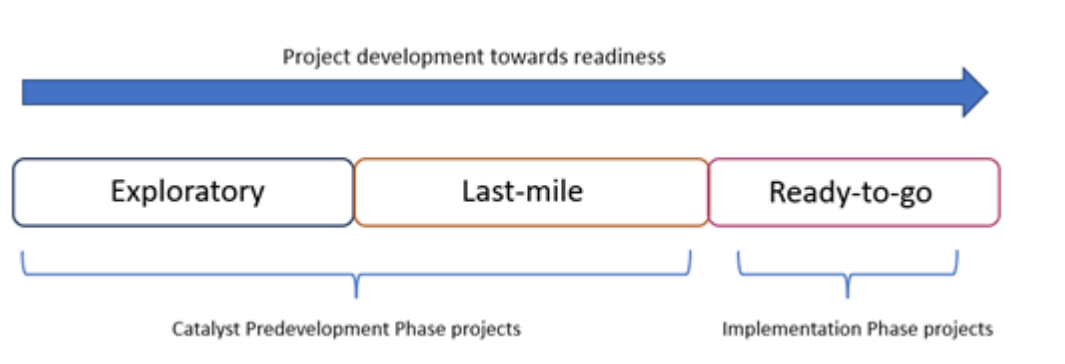 Project development towards readiness
Exploratory
Last-mile
Ready-to-go
Catalyst Predevelopment Phase projects
Implementation Phase projects